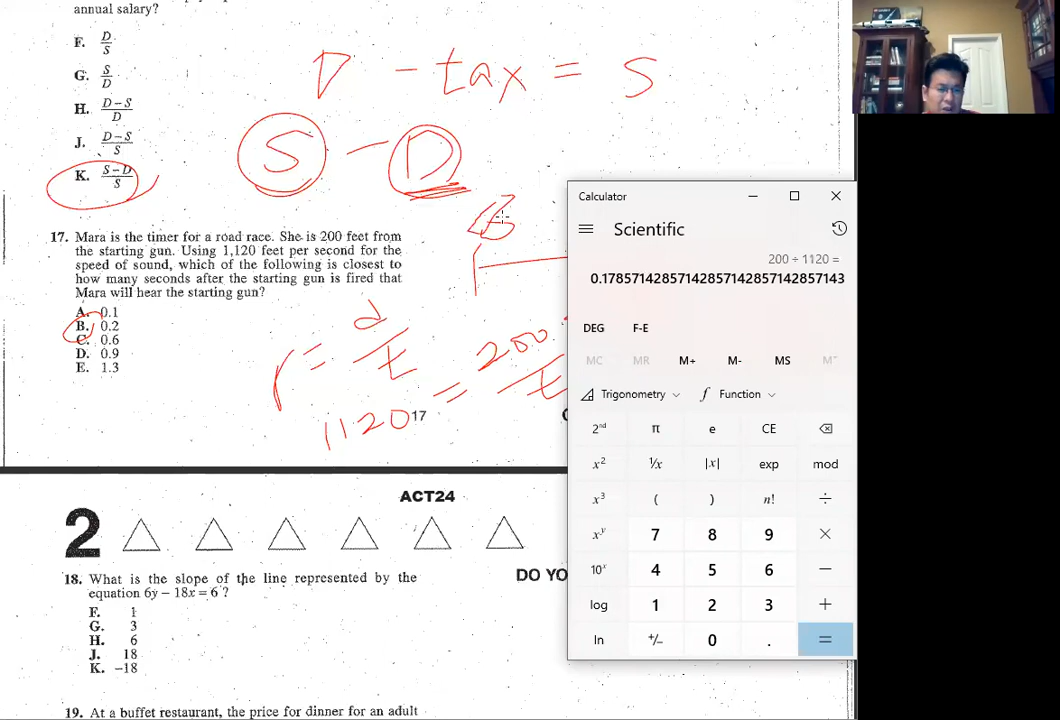 annual salary?
F. D/S
G. S/D
H. D−S/D
J. D−S/S
K. S−D/S
D − tax = S
S − D
17. Mara is the timer for a road race. She is 200 feet from
the starting gun. Using 1,120 feet per second for the
speed of sound, which of the following is closest to
how many seconds after the starting gun is fired that
Mara will hear the starting gun?
A. 0.1
B. 0.2
C. 0.6
D. 0.9
E. 1.3
r = d/t
1120 = 200/t
17
ACT24
2
DO YO
18. What is the slope of the line represented by the
equation 6y − 18x = 6 ?
F. 1
G. 3
H. 6
J. 18
K. −18
19. At a buffet restaurant, the price for dinner for an adult
Calculator
Scientific
200 ÷ 1120 =
0.17857142857142857142857142857143
DEG F-E
MC MR M+ M- MS M˅
Trigonometry f Function
2nd π e CE
x² ¹/x |x| exp mod
x³ ( ) n! ÷
xʸ 7 8 9 ×
10ˣ 4 5 6 −
log 1 2 3 +
ln +/− 0 . =